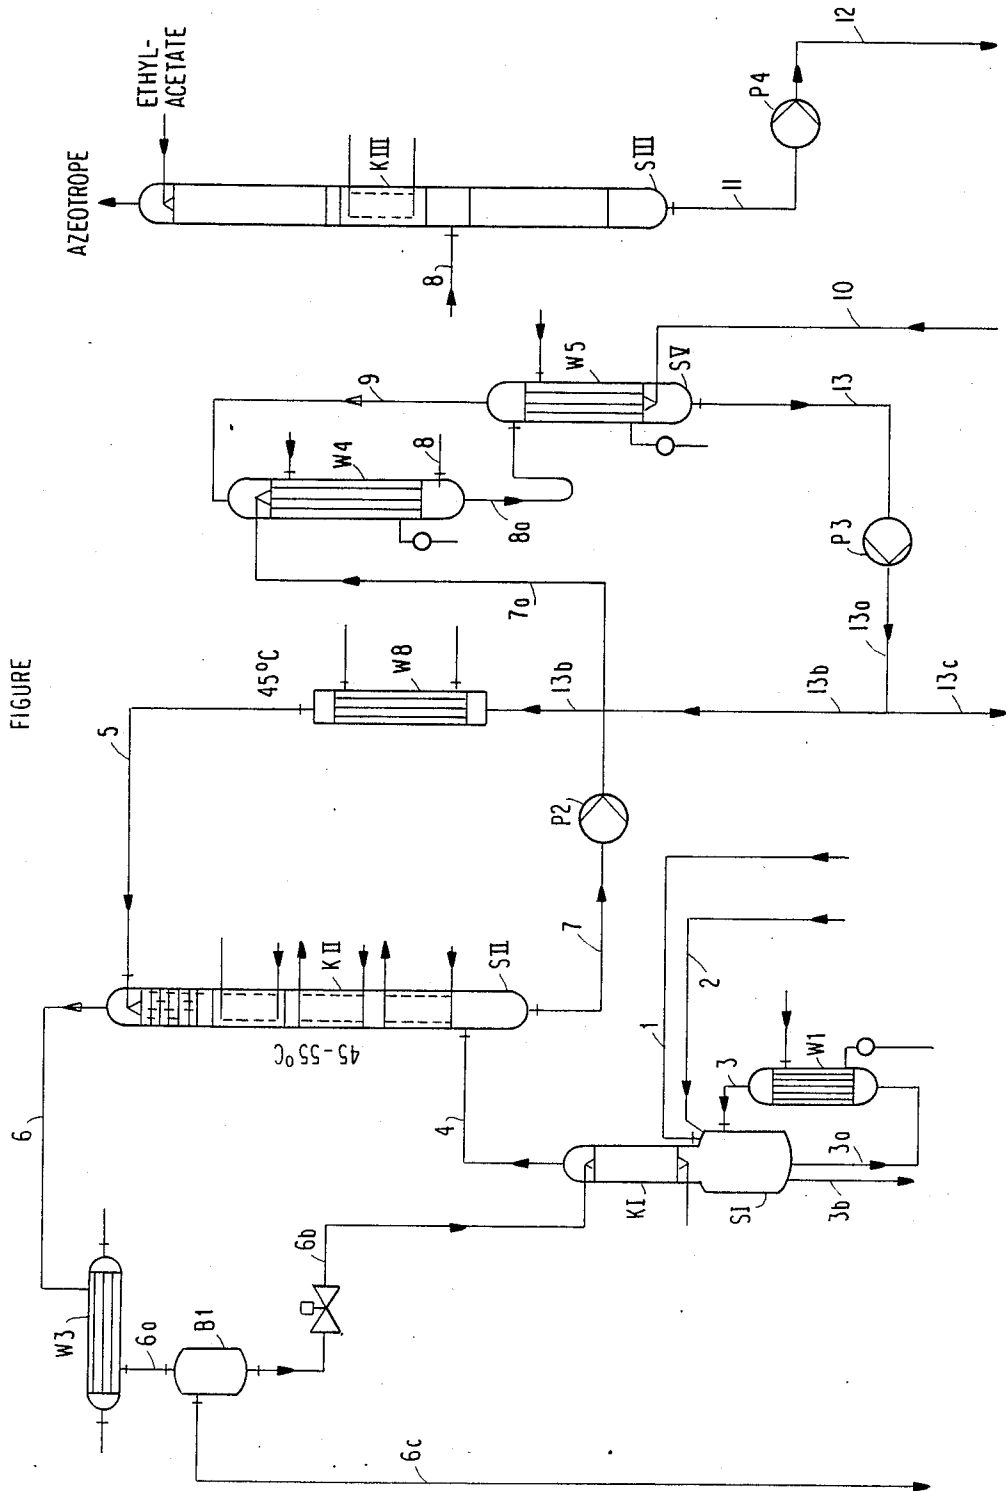 FIGURE
W3
6
6a
B1
6b
6c
KI
SI
3b
3a
3
W1
1
2
4
45-55°C
KII
SII
5
7
P2
45°C
W8
13b
7a
13b
13c
13a
P3
13
W4
8
8a
9
W5
SV
10
AZEOTROPE
ETHYL-
ACETATE
KIII
8
SIII
11
P4
12